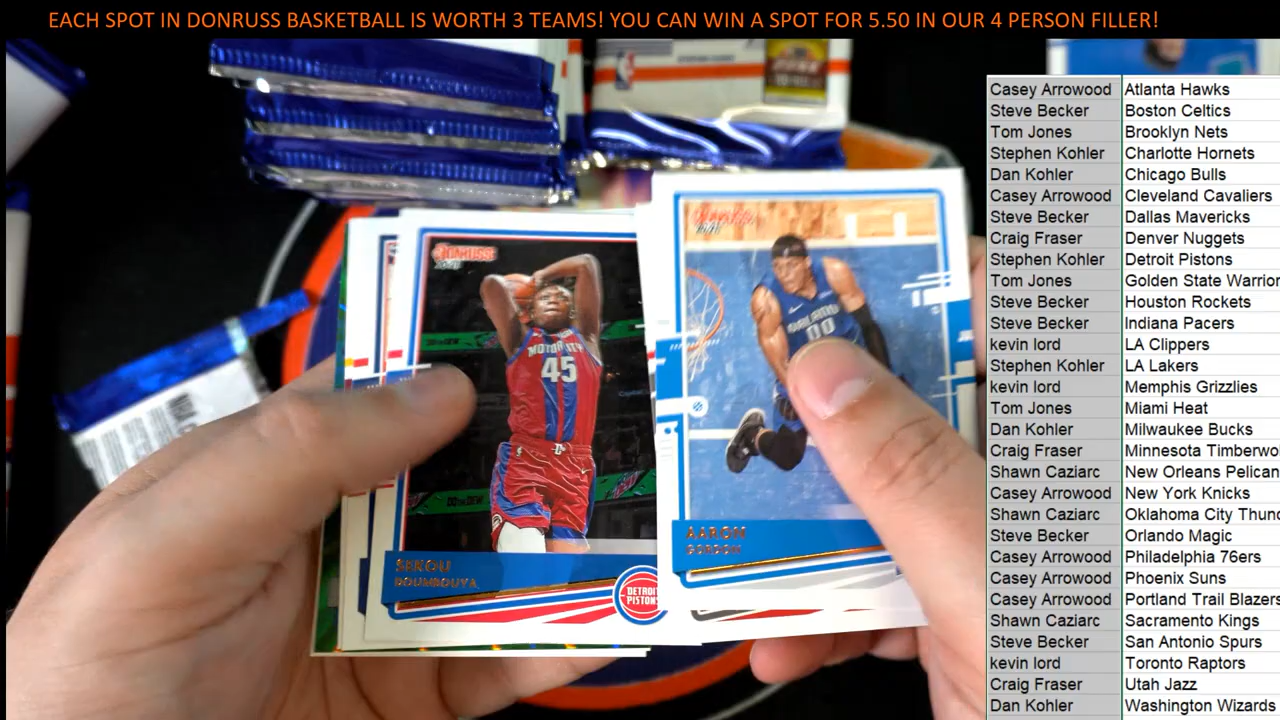 EACH SPOT IN DONRUSS BASKETBALL IS WORTH 3 TEAMS! YOU CAN WIN A SPOT FOR 5.50 IN OUR 4 PERSON FILLER!
Casey Arrowood Atlanta Hawks
Steve Becker Boston Celtics
Tom Jones Brooklyn Nets
Stephen Kohler Charlotte Hornets
Dan Kohler Chicago Bulls
Casey Arrowood Cleveland Cavaliers
Steve Becker Dallas Mavericks
Craig Fraser Denver Nuggets
Stephen Kohler Detroit Pistons
Tom Jones Golden State Warrior
Steve Becker Houston Rockets
Steve Becker Indiana Pacers
kevin lord LA Clippers
Stephen Kohler LA Lakers
kevin lord Memphis Grizzlies
Tom Jones Miami Heat
Dan Kohler Milwaukee Bucks
Craig Fraser Minnesota Timberwo
Shawn Caziarc New Orleans Pelican
Casey Arrowood New York Knicks
Shawn Caziarc Oklahoma City Thund
Steve Becker Orlando Magic
Casey Arrowood Philadelphia 76ers
Casey Arrowood Phoenix Suns
Casey Arrowood Portland Trail Blazers
Shawn Caziarc Sacramento Kings
Steve Becker San Antonio Spurs
kevin lord Toronto Raptors
Craig Fraser Utah Jazz
Dan Kohler Washington Wizards
DONRUSS
MOTOR CITY
45
SEKOU
DOUMBOUYA
DETROIT
PISTONS
Donruss
ORLANDO
00
AARON
GORDON